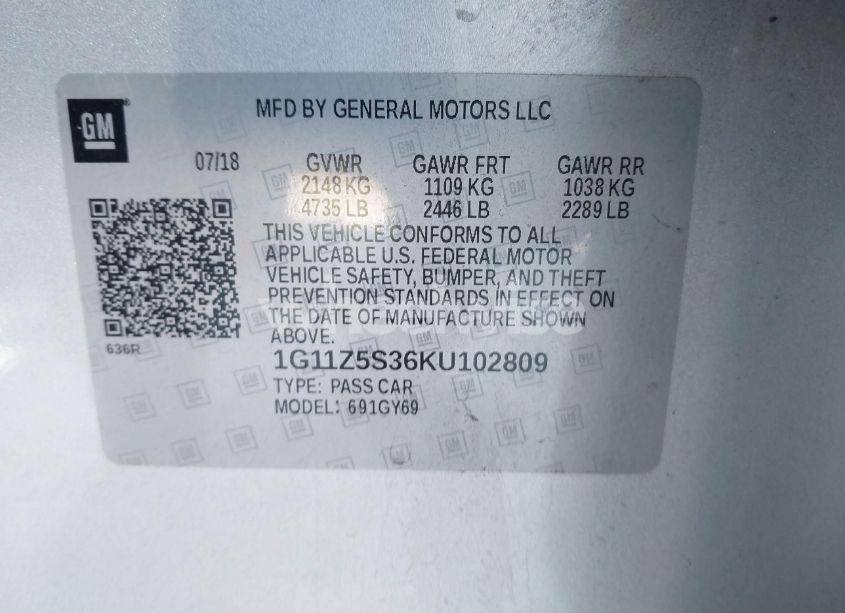 GM
MFD BY GENERAL MOTORS LLC
07/18 GVWR GAWR FRT GAWR RR
2148 KG 1109 KG 1038 KG
4735 LB 2446 LB 2289 LB
THIS VEHICLE CONFORMS TO ALL
APPLICABLE U.S. FEDERAL MOTOR
VEHICLE SAFETY, BUMPER, AND THEFT
PREVENTION STANDARDS IN EFFECT ON
THE DATE OF MANUFACTURE SHOWN
ABOVE.
636R
1G11Z5S36KU102809
TYPE: PASS CAR
MODEL: 691GY69